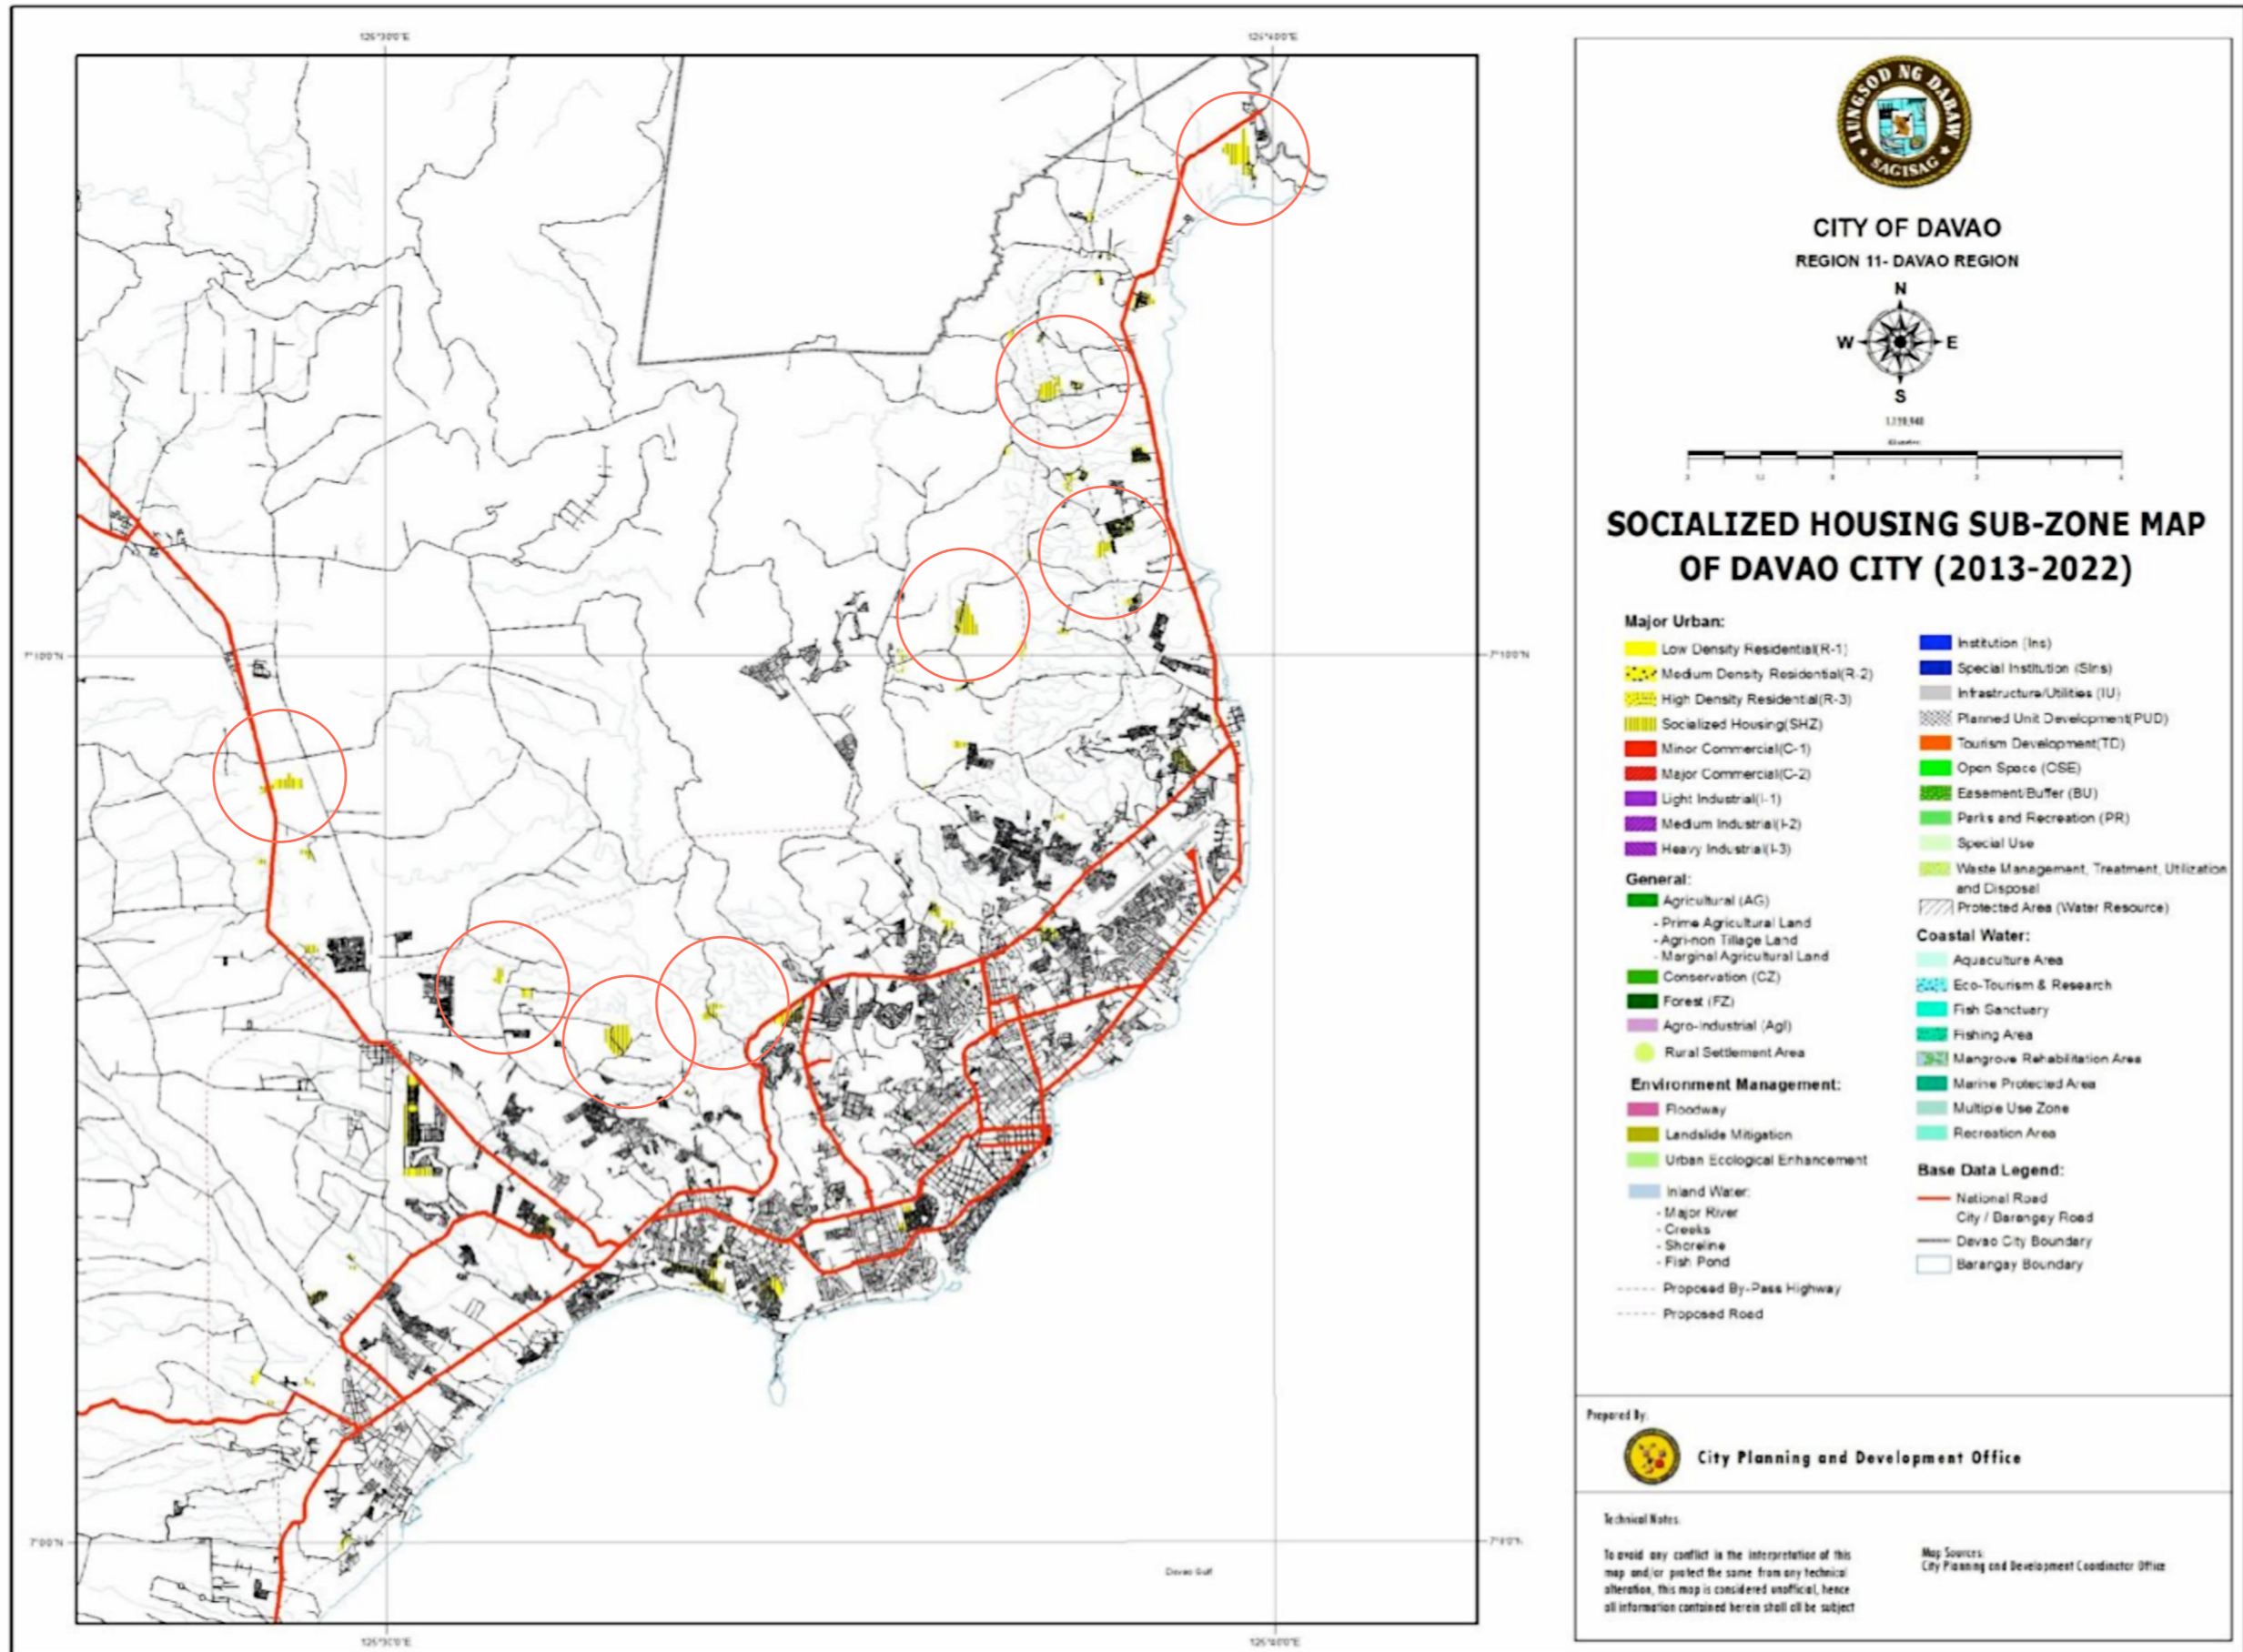 126°40'0"E
7°10'0"N
7°10'0"N
7°00'N
Davao Gulf
LUNGSOD NG DABAW
SAGISAG
CITY OF DAVAO
REGION 11- DAVAO REGION
N
W
E
S
SOCIALIZED HOUSING SUB-ZONE MAP
OF DAVAO CITY (2013-2022)
Major Urban:
Low Density Residential(R-1)
Medium Density Residential(R-2)
High Density Residential(R-3)
Socialized Housing(SHZ)
Minor Commercial(C-1)
Major Commercial(C-2)
Light Industrial(I-1)
Medium Industrial(I-2)
Heavy Industrial(I-3)
General:
Agricultural (AG)
- Prime Agricultural Land
- Agri-non Tillage Land
- Marginal Agricultural Land
Conservation (CZ)
Forest (FZ)
Agro-Industrial (AgI)
Rural Settlement Area
Environment Management:
Floodway
Landslide Mitigation
Urban Ecological Enhancement
Inland Water:
- Major River
- Creeks
- Shoreline
- Fish Pond
Proposed By-Pass Highway
Proposed Road
Institution (Ins)
Special Institution (SIns)
Infrastructure/Utilities (IU)
Planned Unit Development(PUD)
Tourism Development(TD)
Open Space (OSE)
Easement/Buffer (BU)
Parks and Recreation (PR)
Special Use
Waste Management, Treatment, Utilization
and Disposal
Protected Area (Water Resource)
Coastal Water:
Aquaculture Area
Eco-Tourism & Research
Fish Sanctuary
Fishing Area
Mangrove Rehabilitation Area
Marine Protected Area
Multiple Use Zone
Recreation Area
Base Data Legend:
National Road
City / Barangay Road
Davao City Boundary
Barangay Boundary
Prepared By:
City Planning and Development Office
Technical Notes:
To avoid any conflict in the interpretation of this
map and/or protect the same from any technical
alteration, this map is considered unofficial, hence
all information contained herein shall all be subject
Map Sources:
City Planning and Development Coordinator Office